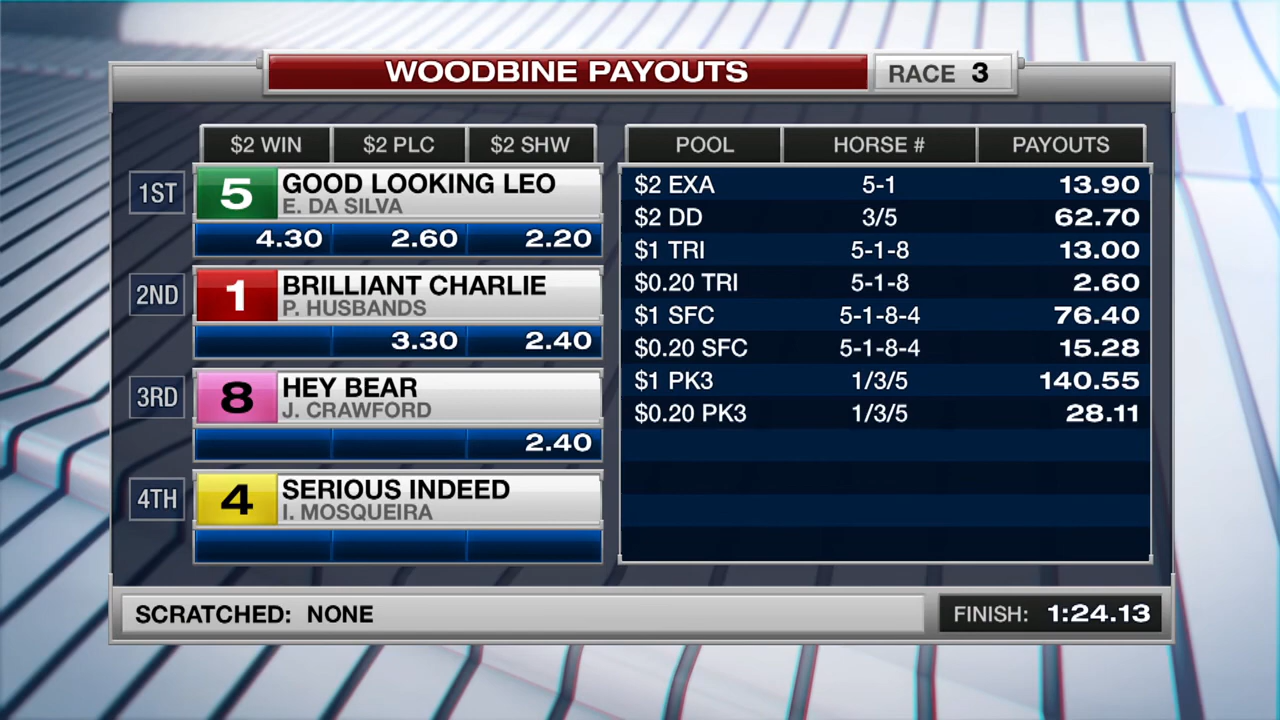 WOODBINE PAYOUTS
RACE 3
$2 WIN $2 PLC $2 SHW
1ST 5 GOOD LOOKING LEO
E. DA SILVA
4.30 2.60 2.20
2ND 1 BRILLIANT CHARLIE
P. HUSBANDS
3.30 2.40
3RD 8 HEY BEAR
J. CRAWFORD
2.40
4TH 4 SERIOUS INDEED
I. MOSQUEIRA
POOL HORSE # PAYOUTS
$2 EXA 5-1 13.90
$2 DD 3/5 62.70
$1 TRI 5-1-8 13.00
$0.20 TRI 5-1-8 2.60
$1 SFC 5-1-8-4 76.40
$0.20 SFC 5-1-8-4 15.28
$1 PK3 1/3/5 140.55
$0.20 PK3 1/3/5 28.11
SCRATCHED: NONE
FINISH: 1:24.13